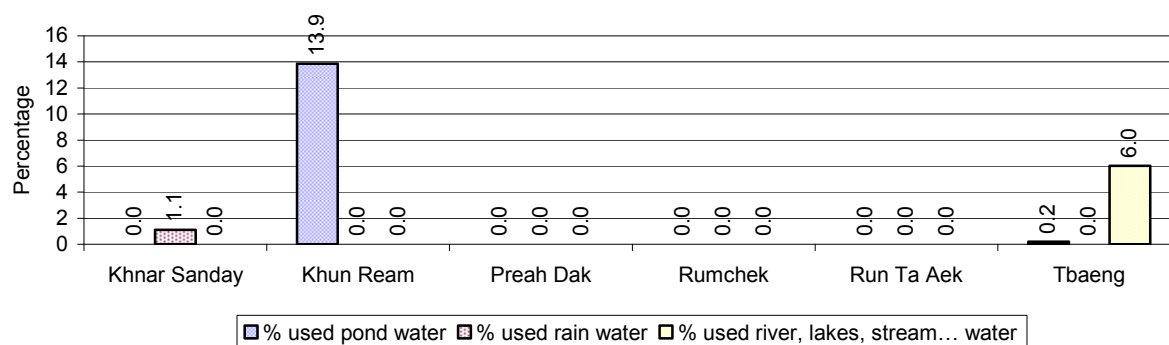 Percentage
16
14
12
10
8
6
4
2
0
0.0 1.1 0.0 13.9 0.0 0.0 0.0 0.0 0.0 0.0 0.0 0.0 0.0 0.0 0.0 0.2 0.0 6.0
Khnar Sanday Khun Ream Preah Dak Rumchek Run Ta Aek Tbaeng
% used pond water % used rain water % used river, lakes, stream… water